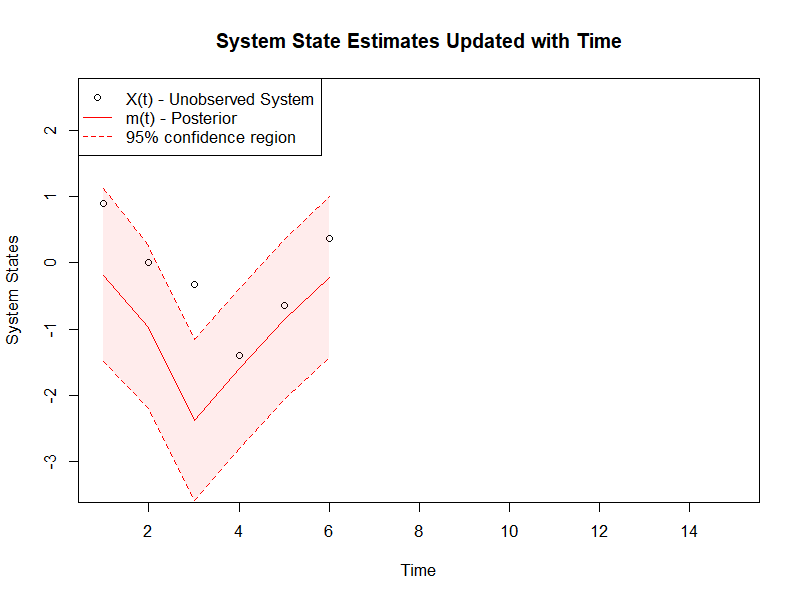 System State Estimates Updated with Time
X(t) - Unobserved System
m(t) - Posterior
95% confidence region
System States
2
1
0
-1
-2
-3
2 4 6 8 10 12 14
Time